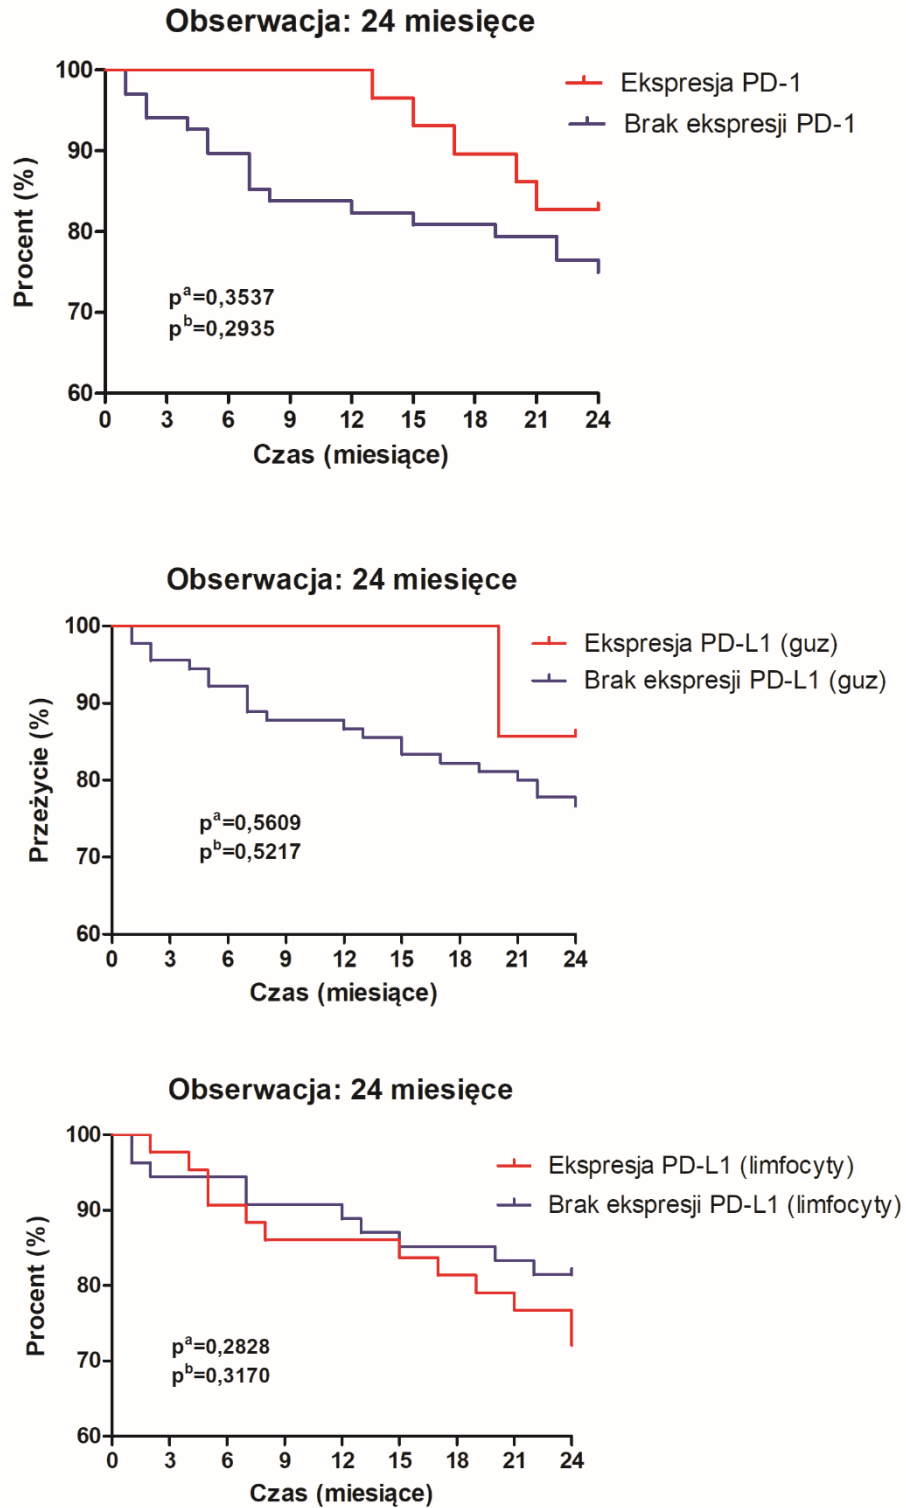 Obserwacja: 24 miesięce
Ekspresja PD-1
Brak ekspresji PD-1
Procent (%)
100
90
80
70
60
pᵃ=0,3537
pᵇ=0,2935
0 3 6 9 12 15 18 21 24
Czas (miesiące)
Obserwacja: 24 miesięce
Ekspresja PD-L1 (guz)
Brak ekspresji PD-L1 (guz)
Przeżycie (%)
100
90
80
70
60
pᵃ=0,5609
pᵇ=0,5217
0 3 6 9 12 15 18 21 24
Czas (miesiące)
Obserwacja: 24 miesięce
Ekspresja PD-L1 (limfocyty)
Brak ekspresji PD-L1 (limfocyty)
Procent (%)
100
90
80
70
60
pᵃ=0,2828
pᵇ=0,3170
0 3 6 9 12 15 18 21 24
Czas (miesiące)